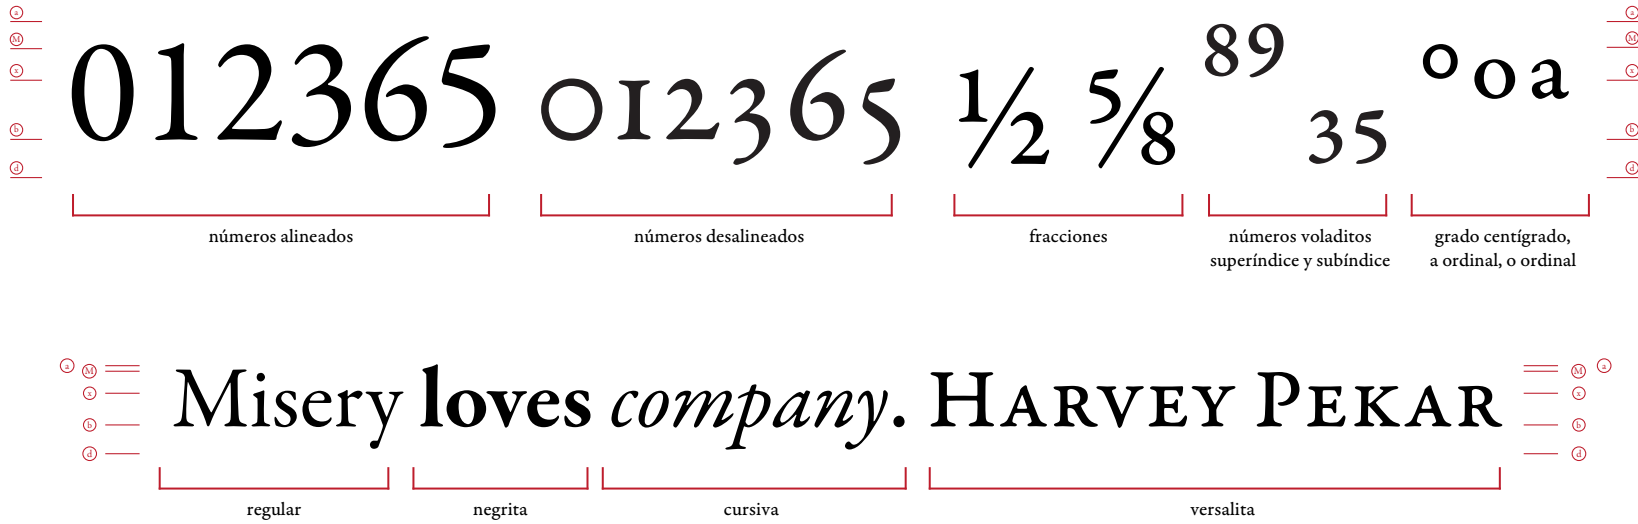 a
M
x
b
d
012365 012365 ½ ⅝ 89 35 ° o a
a
M
x
b
d
números alineados
números desalineados
fracciones
números voladitos
superíndice y subíndice
grado centígrado,
a ordinal, o ordinal
a
M
x
b
d
Misery loves company. HARVEY PEKAR
M
a
x
b
d
regular
negrita
cursiva
versalita